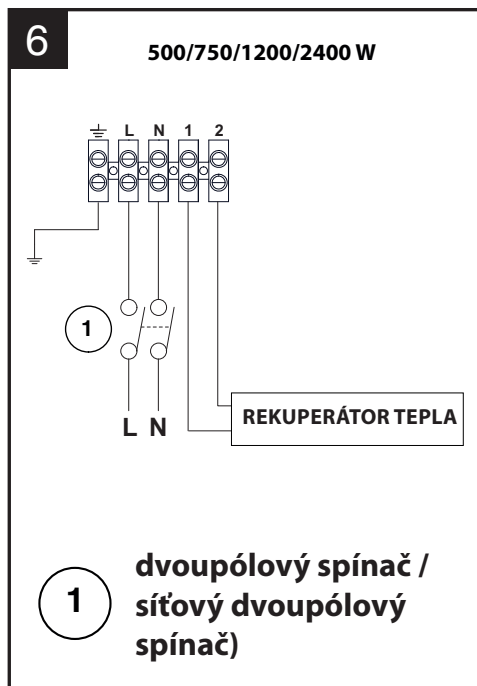 6
500/750/1200/2400 W
L N 1 2
1
L N
REKUPERÁTOR TEPLA
1
dvoupólový spínač /
síťový dvoupólový
spínač)